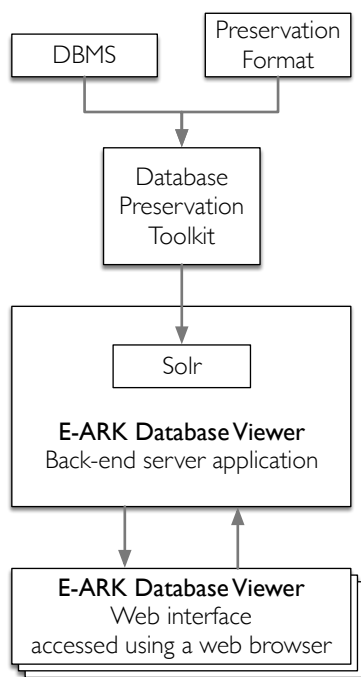 DBMS
Preservation
Format
Database
Preservation
Toolkit
Solr
E-ARK Database Viewer
Back-end server application
E-ARK Database Viewer
Web interface
accessed using a web browser